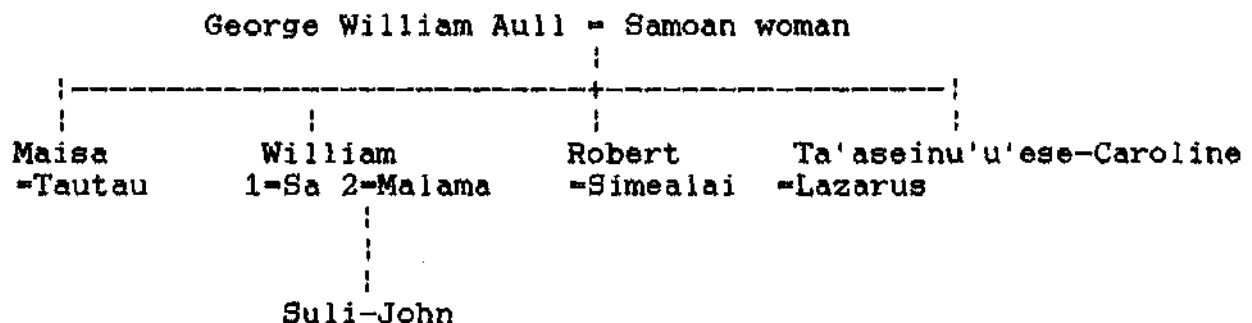 George William Aull = Samoan woman
Maisa William Robert Ta'aseinu'u'ese-Caroline
=Tautau 1=Sa 2=Malama =Simealai =Lazarus
Suli-John